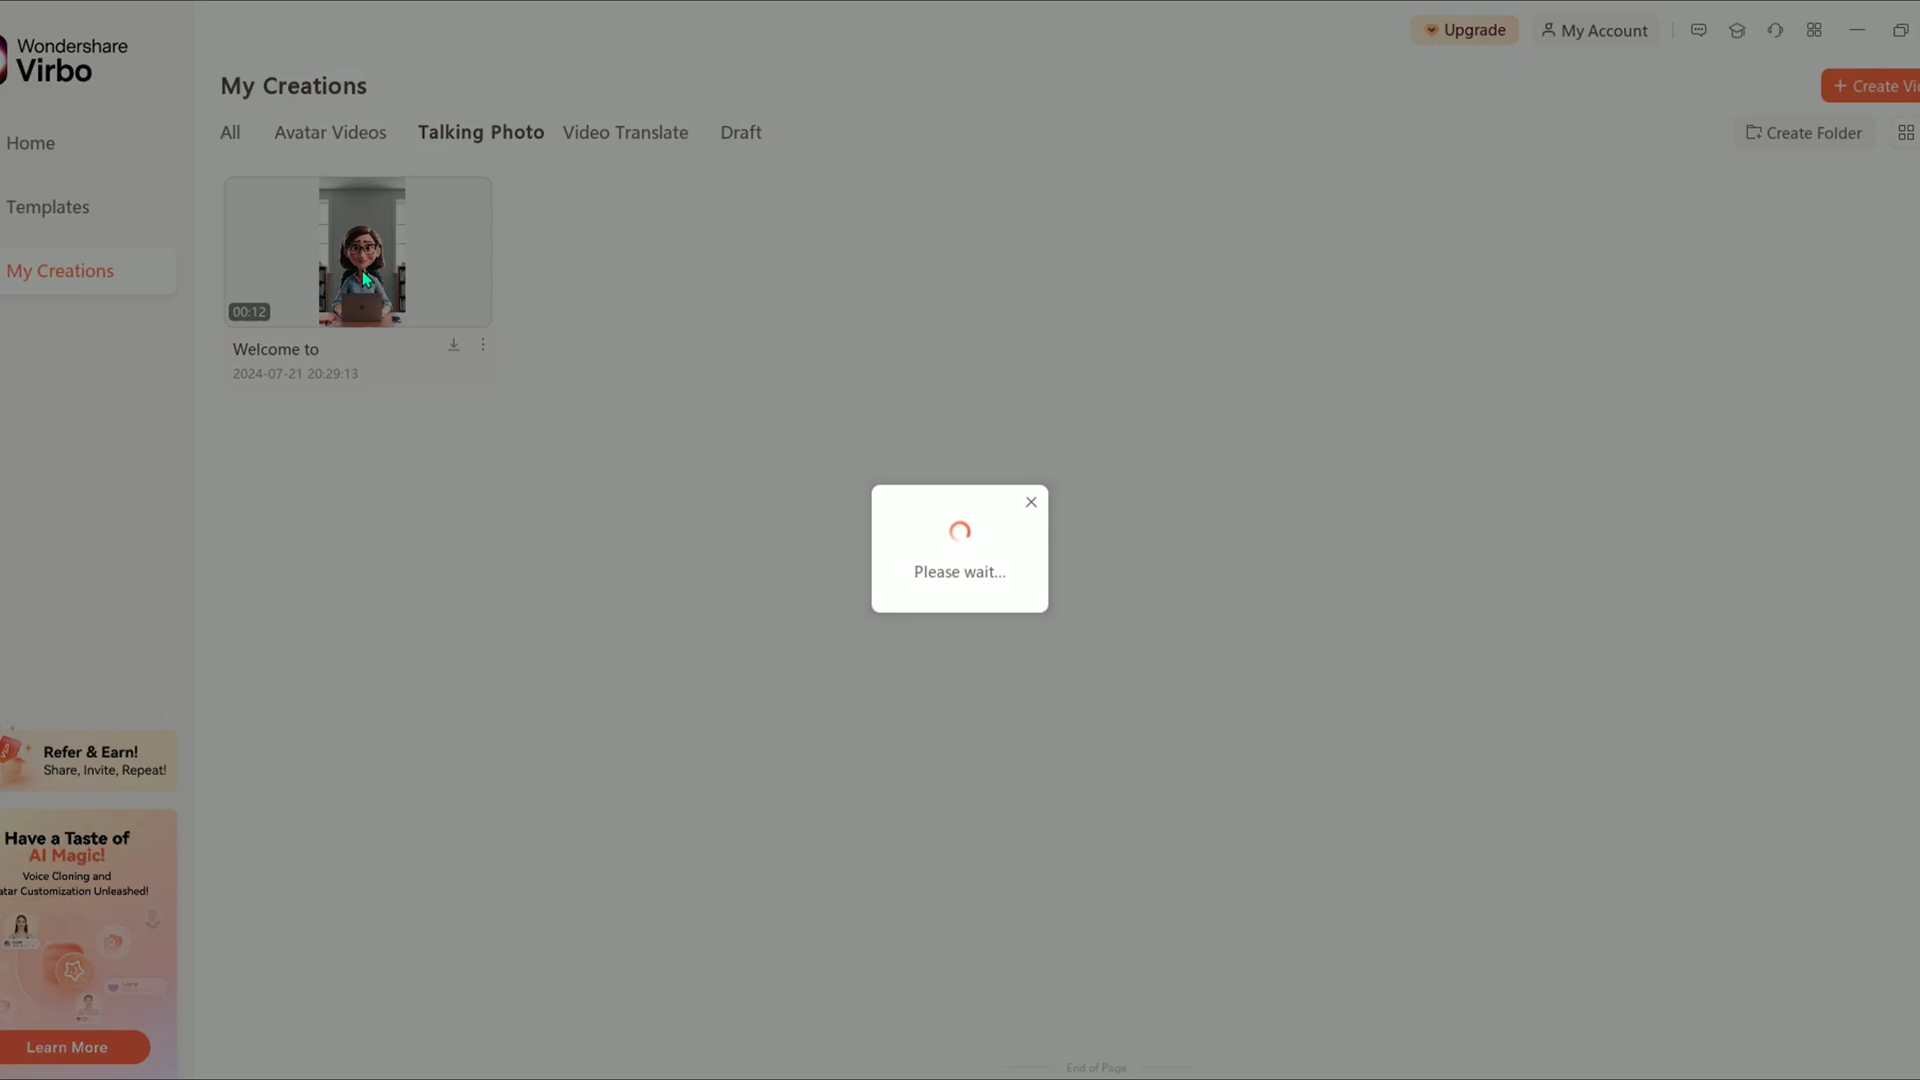 Wondershare
Virbo
Upgrade
My Account
Home
Templates
My Creations
My Creations
Create Vi
All
Avatar Videos
Talking Photo
Video Translate
Draft
Create Folder
00:12
Welcome to
2024-07-21 20:29:13
Please wait...
Refer & Earn!
Share, Invite, Repeat!
Have a Taste of
AI Magic!
Voice Cloning and
atar Customization Unleashed!
Learn More
End of Page